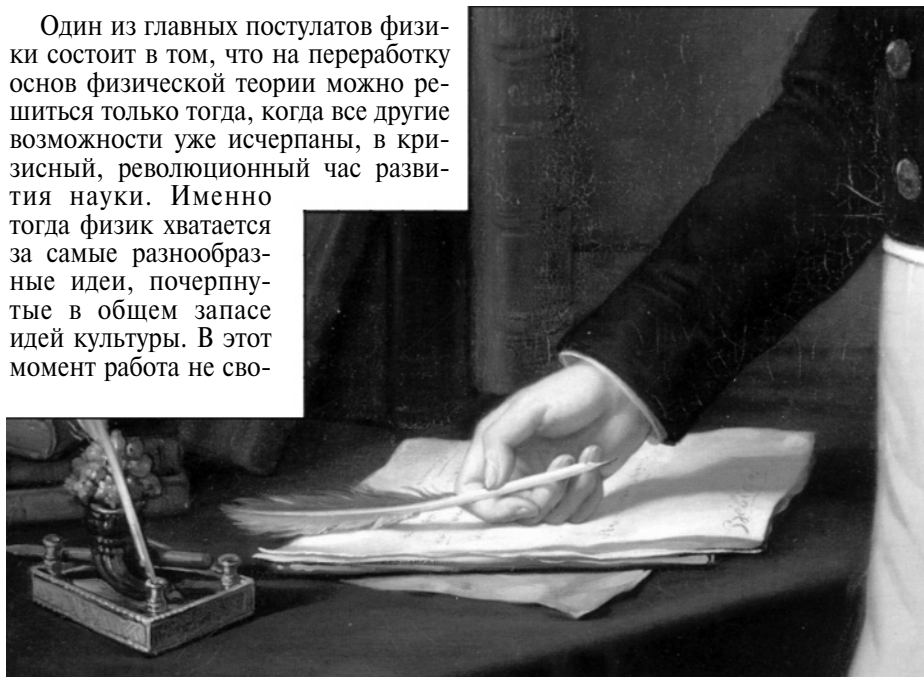 Один из главных постулатов физи-
ки состоит в том, что на переработку
основ физической теории можно ре-
шиться только тогда, когда все другие
возможности уже исчерпаны, в кри-
зисный, революционный час разви-
тия науки. Именно
тогда физик хватается
за самые разнообраз-
ные идеи, почерпну-
тые в общем запасе
идей культуры. В этот
момент работа не сво-